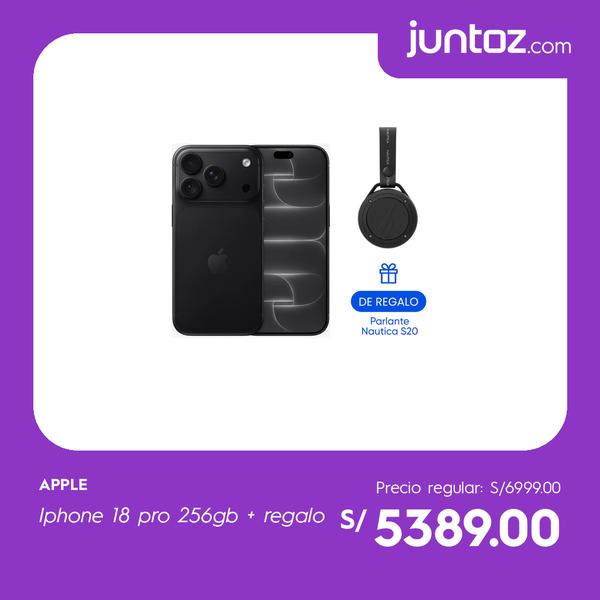 juntoz.com
DE REGALO
Parlante
Nautica S20
APPLE
Precio regular: S/6999.00
Iphone 18 pro 256gb + regalo
S/ 5389.00